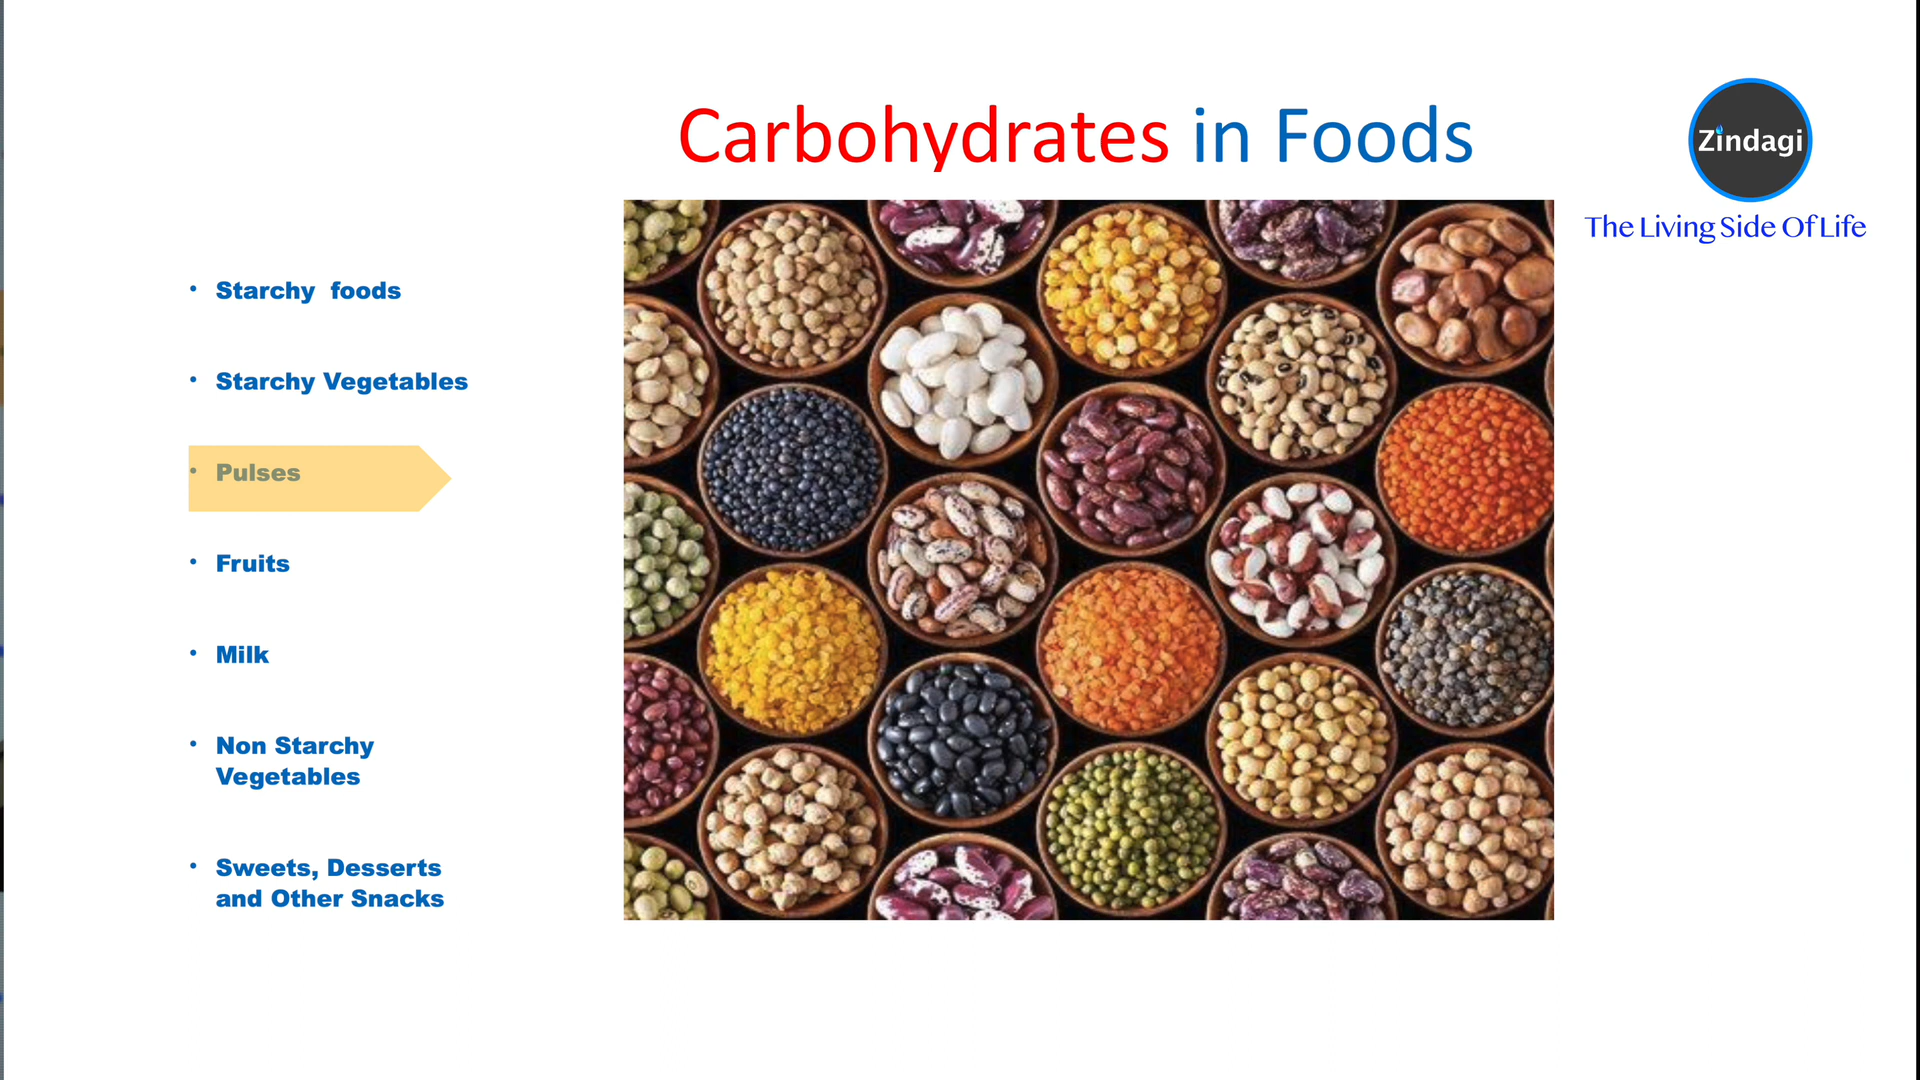 Carbohydrates in Foods
Zindagi
The Living Side Of Life
• Starchy  foods
• Starchy Vegetables
• Pulses
• Fruits
• Milk
• Non Starchy
Vegetables
• Sweets, Desserts
and Other Snacks